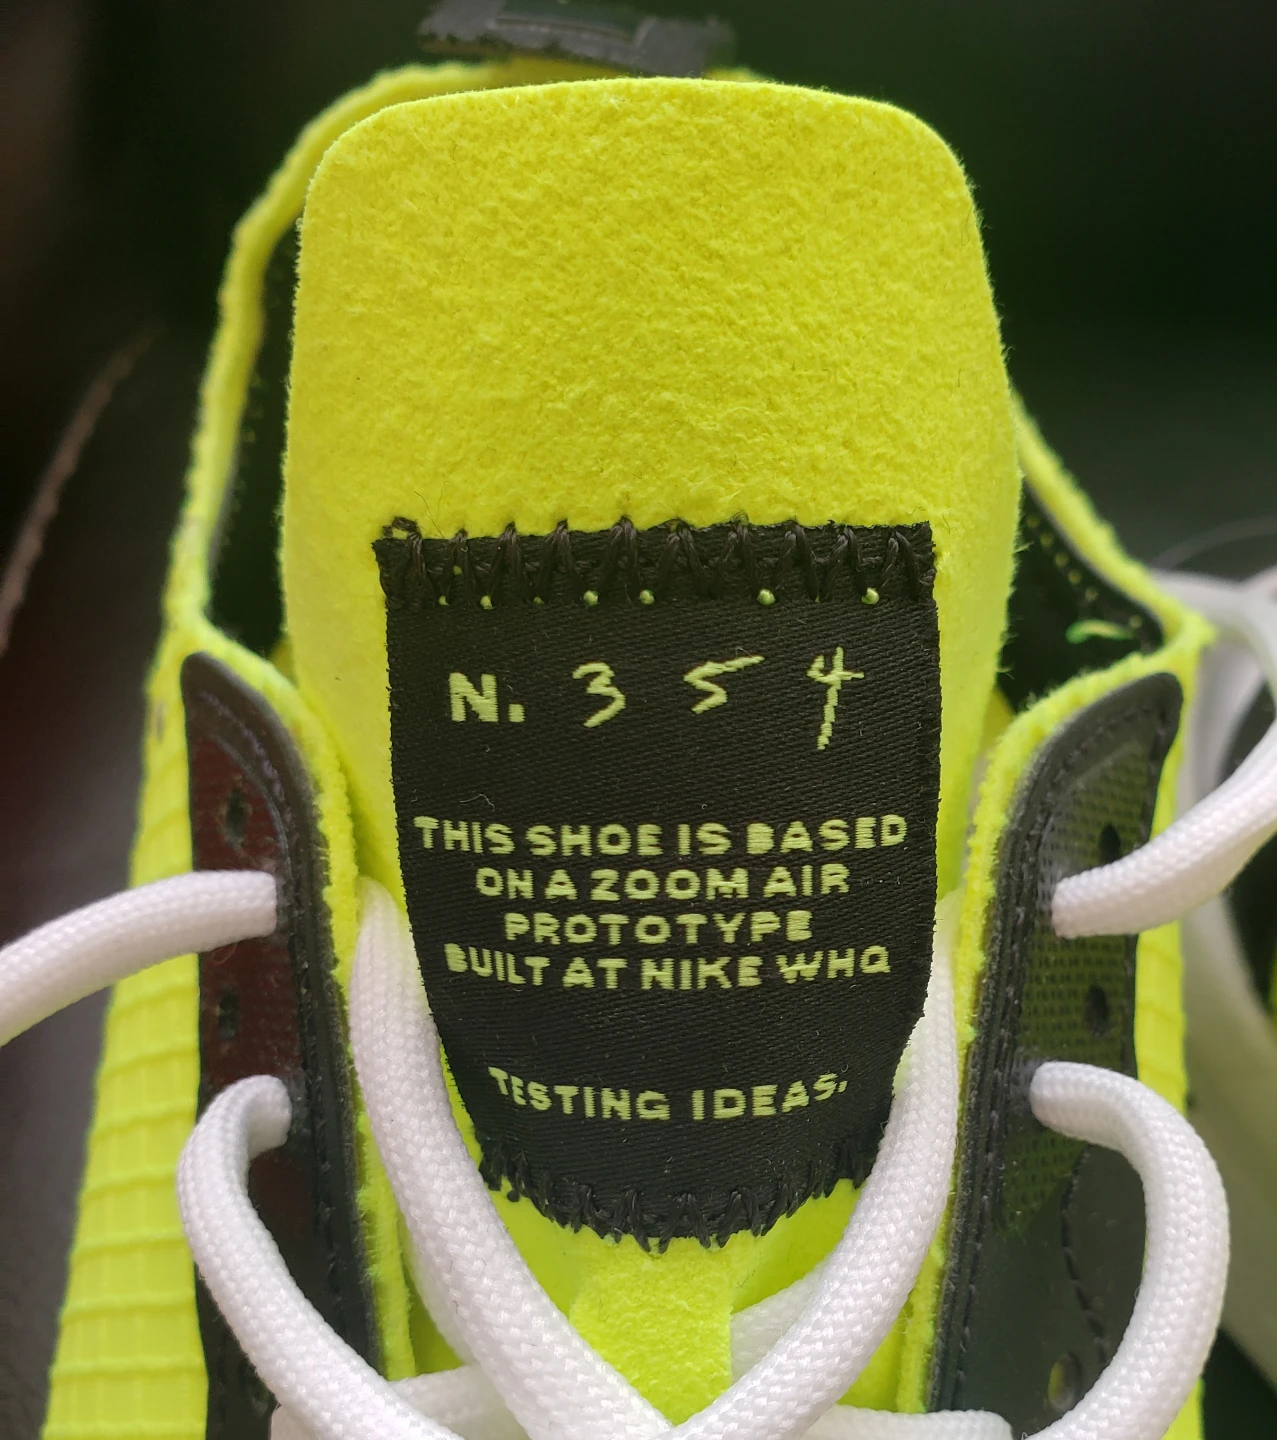 N. 354
THIS SHOE IS BASED
ON A ZOOM AIR
PROTOTYPE
BUILT AT NIKE WHQ
TESTING IDEAS.